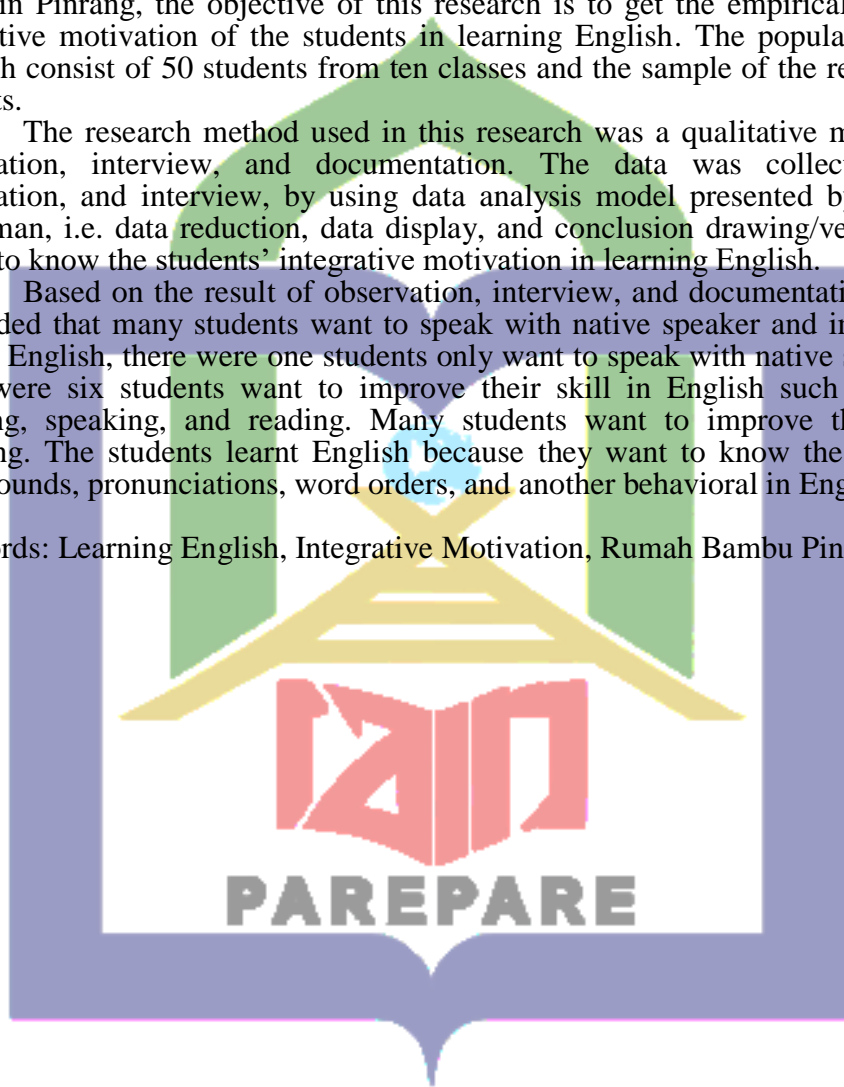 in Pinrang, the objective of this research is to get the empirical
tive motivation of the students in learning English. The popula
h consist of 50 students from ten classes and the sample of the re
ts.
The research method used in this research was a qualitative m
ation, interview, and documentation. The data was collec
ation, and interview, by using data analysis model presented by
man, i.e. data reduction, data display, and conclusion drawing/ve
to know the students’ integrative motivation in learning English.
Based on the result of observation, interview, and documentati
ded that many students want to speak with native speaker and i
English, there were one students only want to speak with native s
were six students want to improve their skill in English such
ng, speaking, and reading. Many students want to improve th
ng. The students learnt English because they want to know the
ounds, pronunciations, word orders, and another behavioral in Eng
rds: Learning English, Integrative Motivation, Rumah Bambu Pin
iain
PAREPARE